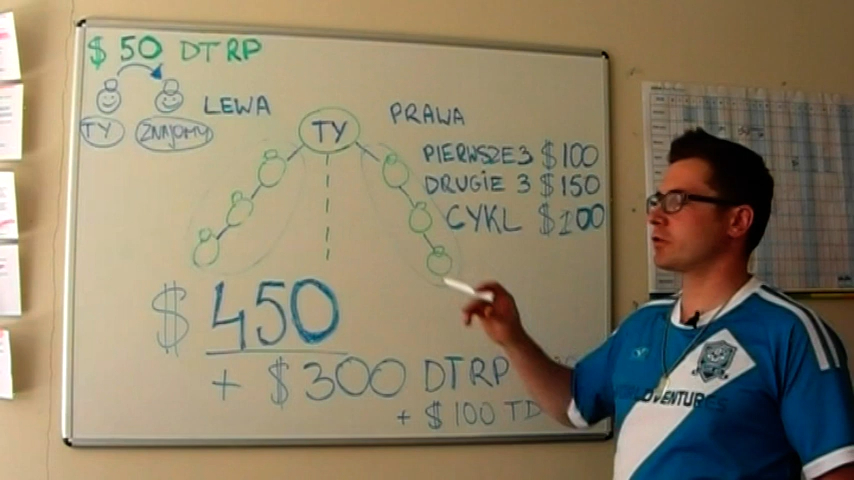 $ 50 DTRP
TY
ZNAJOMY
LEWA
TY
PRAWA
PIERWSZE 3 $100
DRUGIE 3 $150
CYKL $200
$ 450
+ $300 DTRP
+ $100 TD